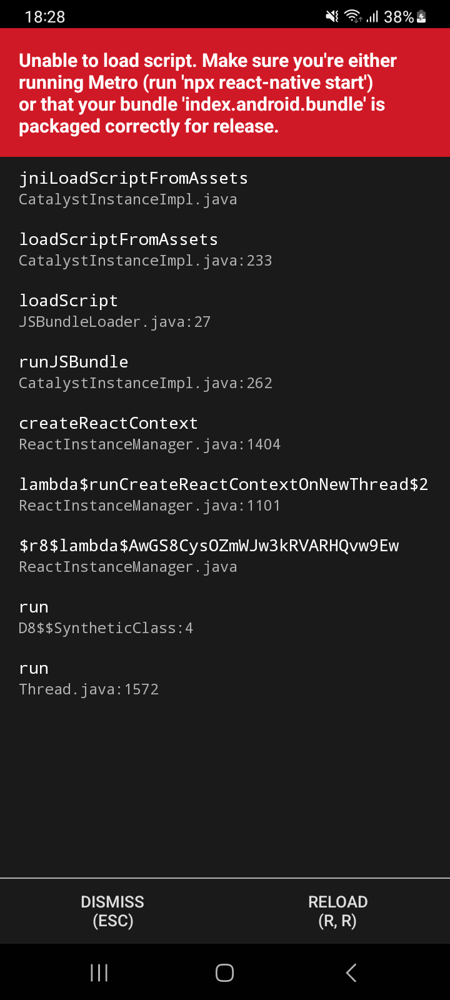 18:28
38%
Unable to load script. Make sure you're either
running Metro (run 'npx react-native start')
or that your bundle 'index.android.bundle' is
packaged correctly for release.
jniLoadScriptFromAssets
CatalystInstanceImpl.java
loadScriptFromAssets
CatalystInstanceImpl.java:233
loadScript
JSBundleLoader.java:27
runJSBundle
CatalystInstanceImpl.java:262
createReactContext
ReactInstanceManager.java:1404
lambda$runCreateReactContextOnNewThread$2
ReactInstanceManager.java:1101
$r8$lambda$AwGS8CysOZmWJw3kRVARHQvw9Ew
ReactInstanceManager.java
run
D8$$SyntheticClass:4
run
Thread.java:1572
DISMISS
(ESC)
RELOAD
(R, R)